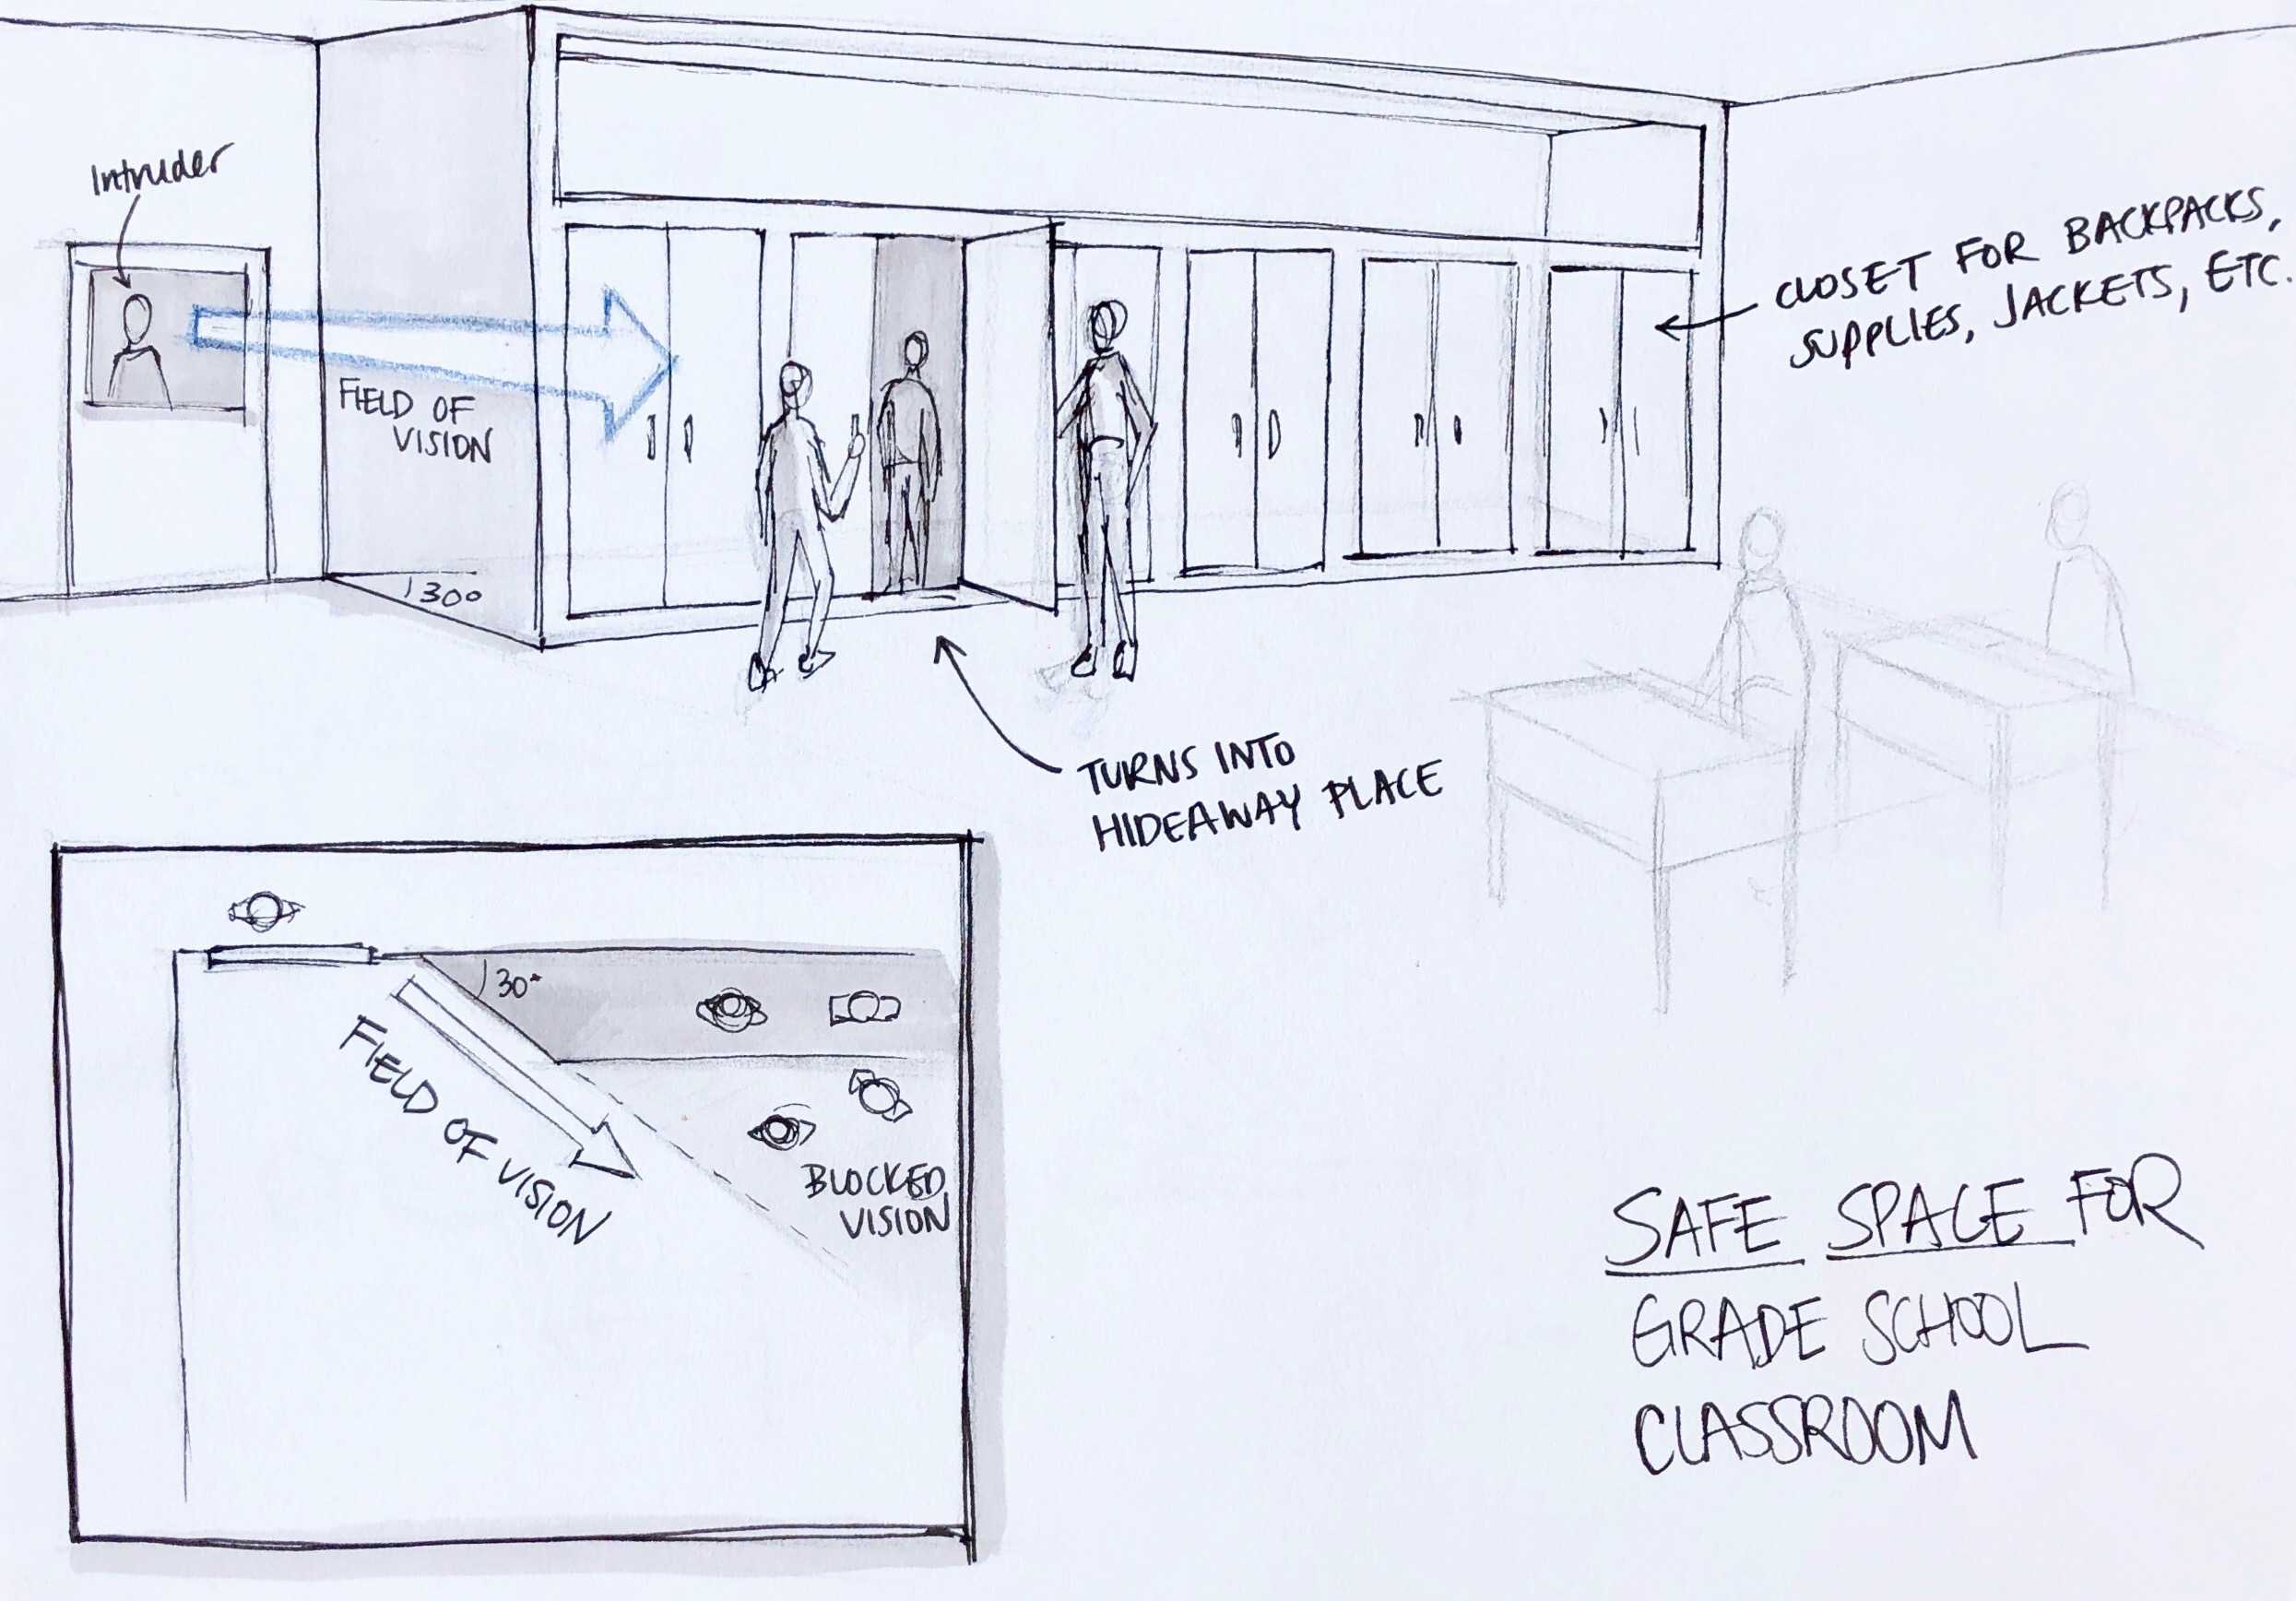 Intruder
FIELD OF
VISION
30°
CLOSET FOR BACKPACKS,
SUPPLIES, JACKETS, ETC.
TURNS INTO
HIDEAWAY PLACE
30°
FIELD OF VISION
BLOCKED
VISION
SAFE SPACE FOR
GRADE SCHOOL
CLASSROOM